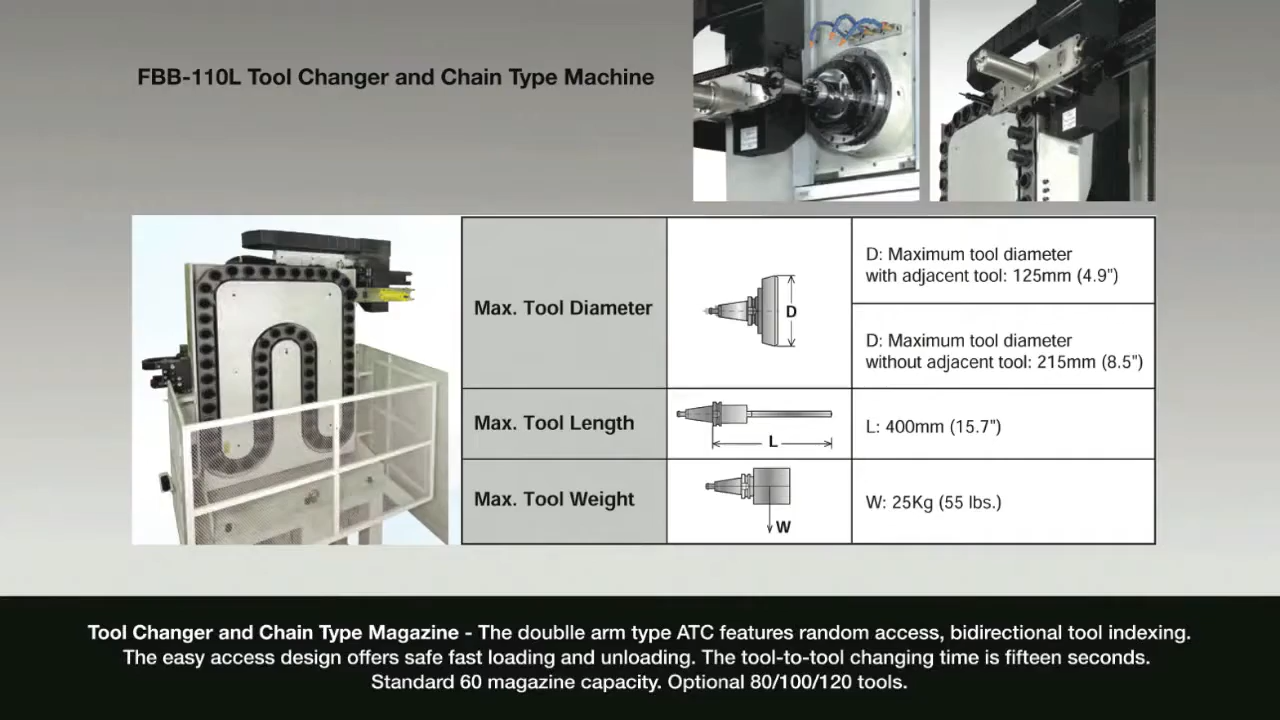 FBB-110L Tool Changer and Chain Type Machine
Max. Tool Diameter
D
D: Maximum tool diameter
with adjacent tool: 125mm (4.9")
D: Maximum tool diameter
without adjacent tool: 215mm (8.5")
Max. Tool Length
L
L: 400mm (15.7")
Max. Tool Weight
W
W: 25Kg (55 lbs.)
Tool Changer and Chain Type Magazine - The doublle arm type ATC features random access, bidirectional tool indexing.
The easy access design offers safe fast loading and unloading. The tool-to-tool changing time is fifteen seconds.
Standard 60 magazine capacity. Optional 80/100/120 tools.